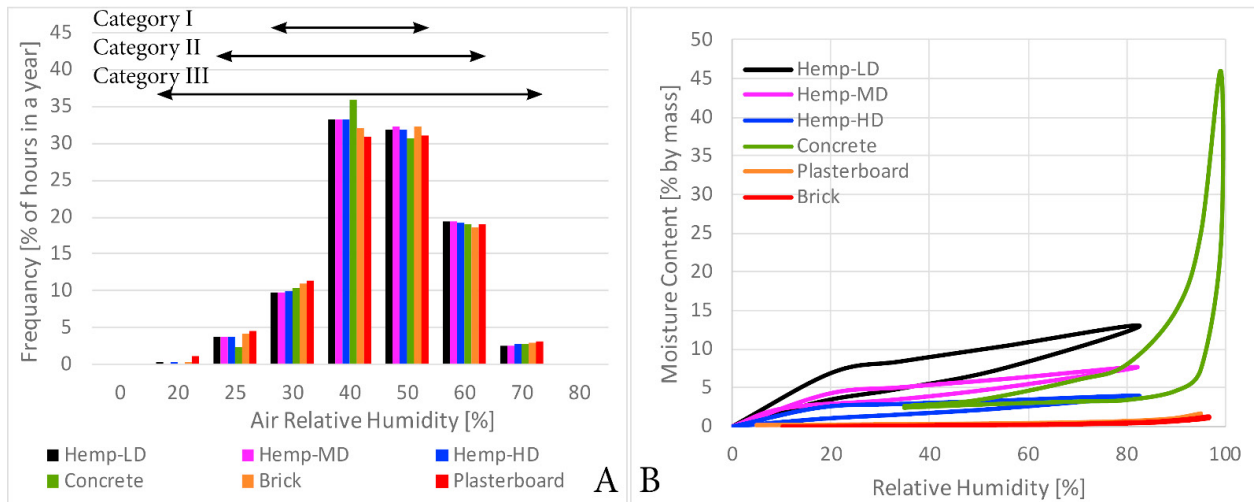 Category I
Category II
Category III
Frequancy [% of hours in a year]
45
40
35
30
25
20
15
10
5
0
0 20 25 30 40 50 60 70 80
Air Relative Humidity [%]
Hemp-LD Hemp-MD Hemp-HD
Concrete Brick Plasterboard
A
Moisture Content [% by mass]
50
45
40
35
30
25
20
15
10
5
0
Hemp-LD
Hemp-MD
Hemp-HD
Concrete
Plasterboard
Brick
0 20 40 60 80 100
Relative Humidity [%]
B